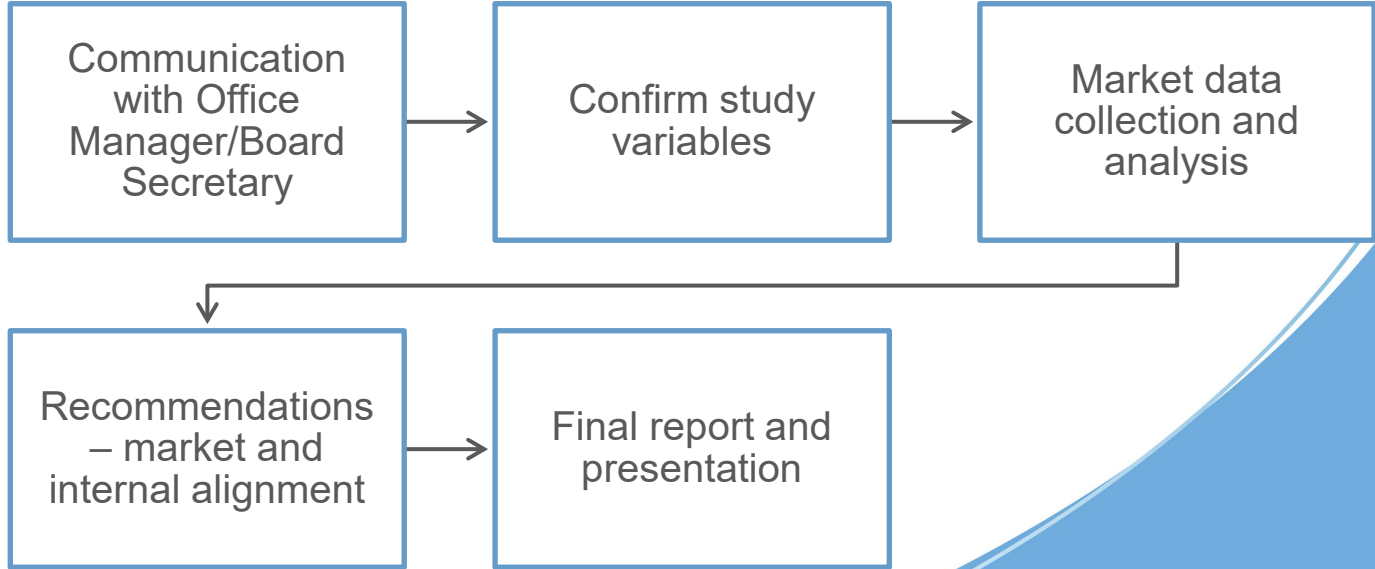 Communication
with Office
Manager/Board
Secretary
Confirm study
variables
Market data
collection and
analysis
Recommendations
– market and
internal alignment
Final report and
presentation